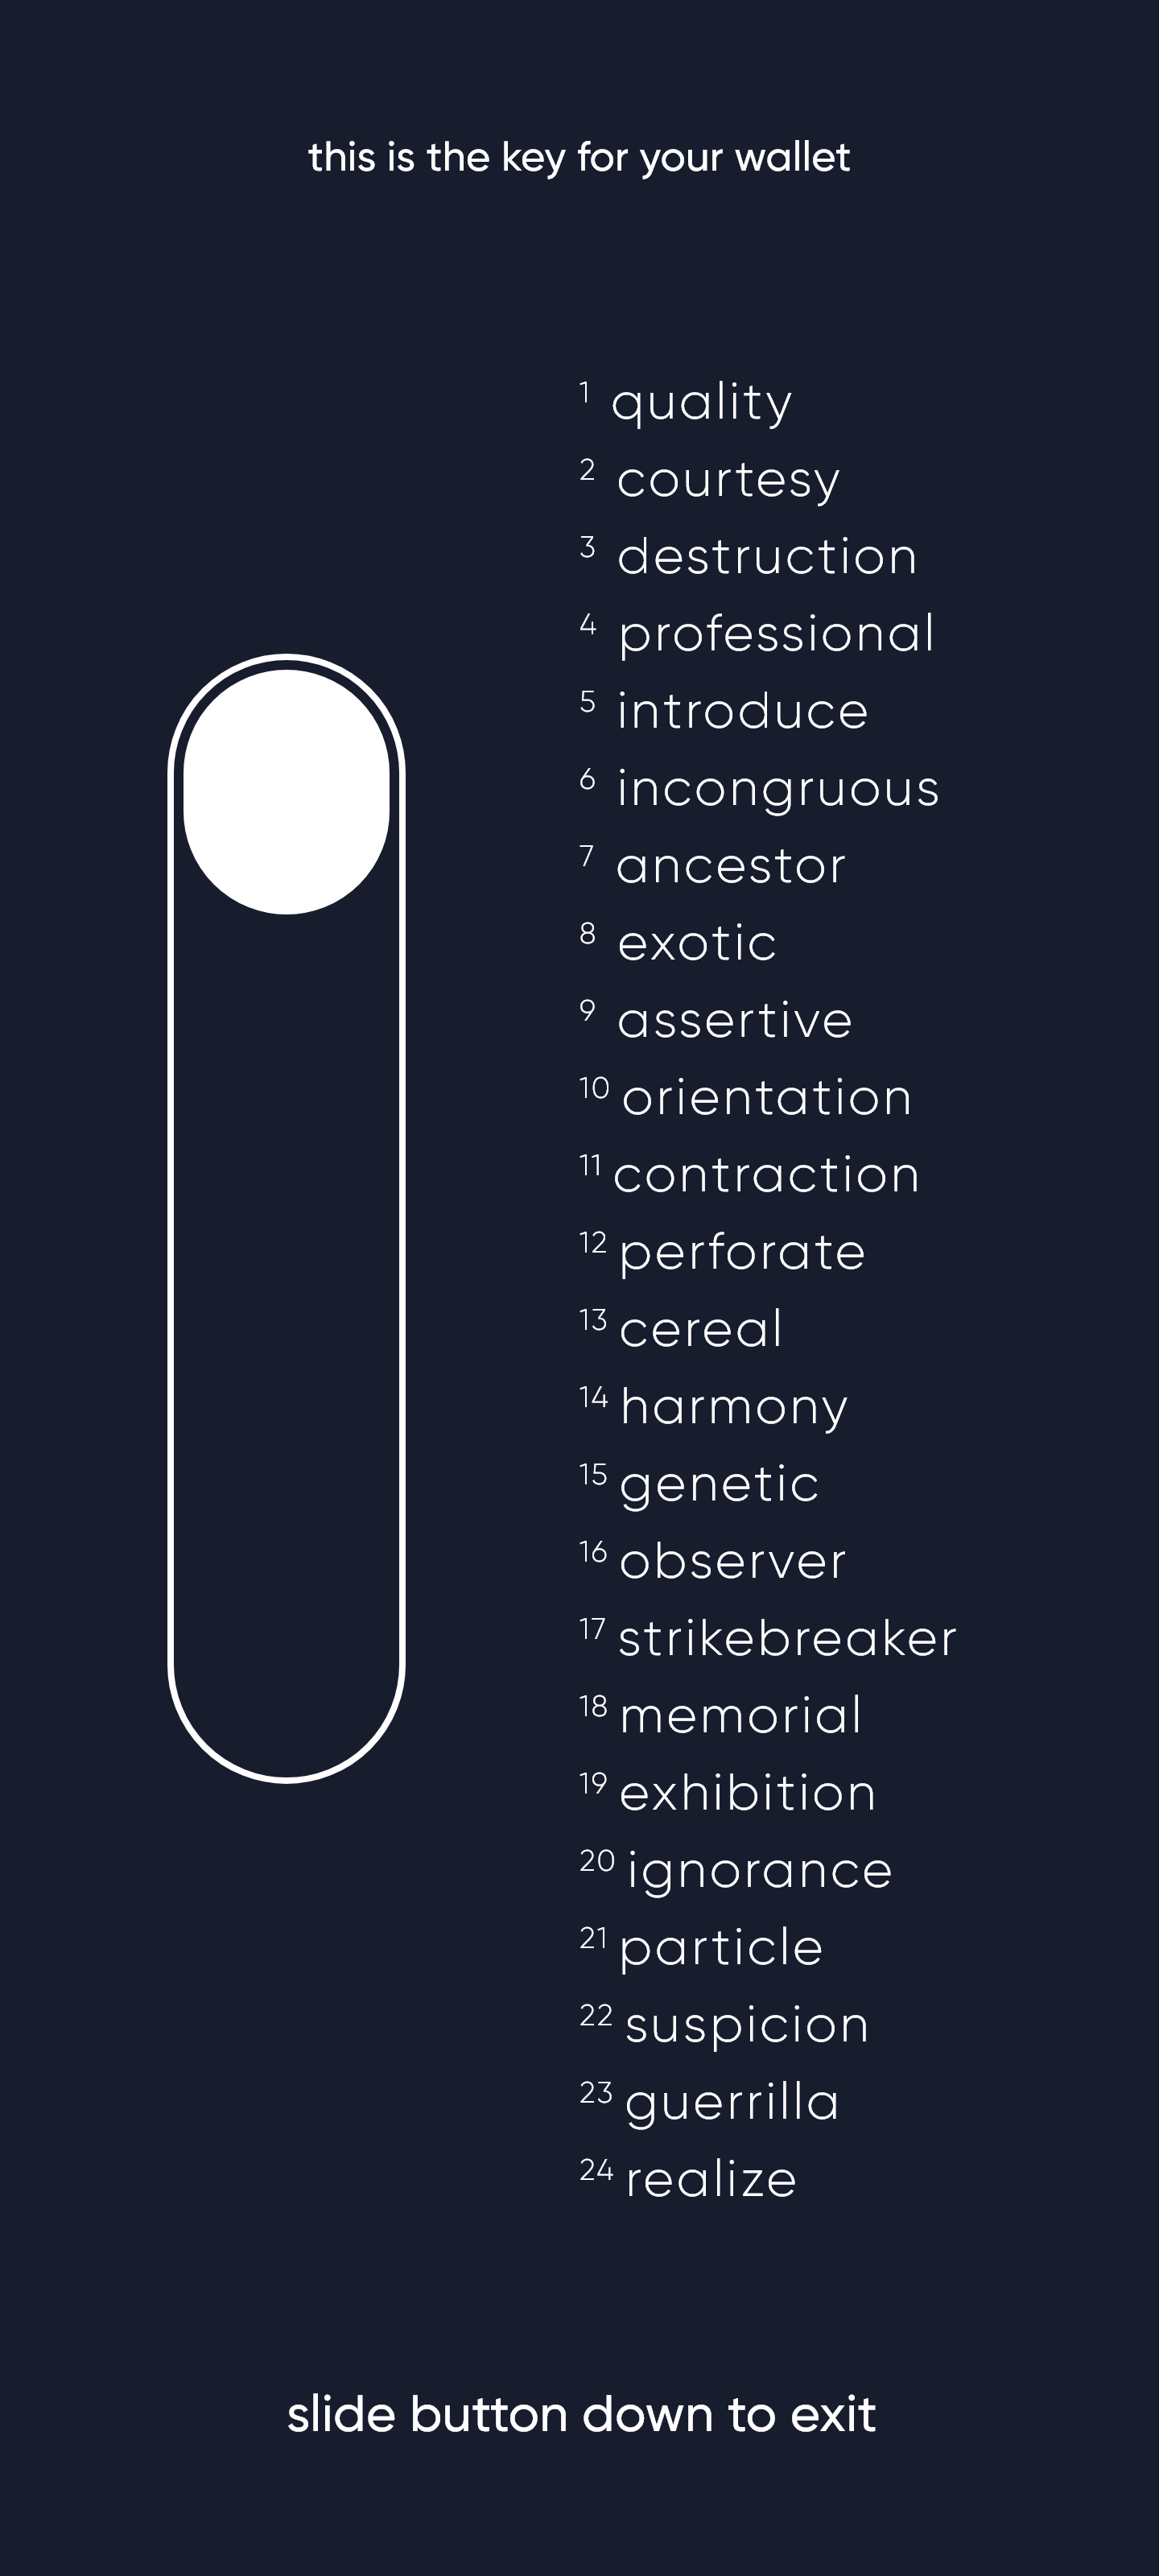 this is the key for your wallet
1 quality
2 courtesy
3 destruction
4 professional
5 introduce
6 incongruous
7 ancestor
8 exotic
9 assertive
10 orientation
11 contraction
12 perforate
13 cereal
14 harmony
15 genetic
16 observer
17 strikebreaker
18 memorial
19 exhibition
20 ignorance
21 particle
22 suspicion
23 guerrilla
24 realize
slide button down to exit